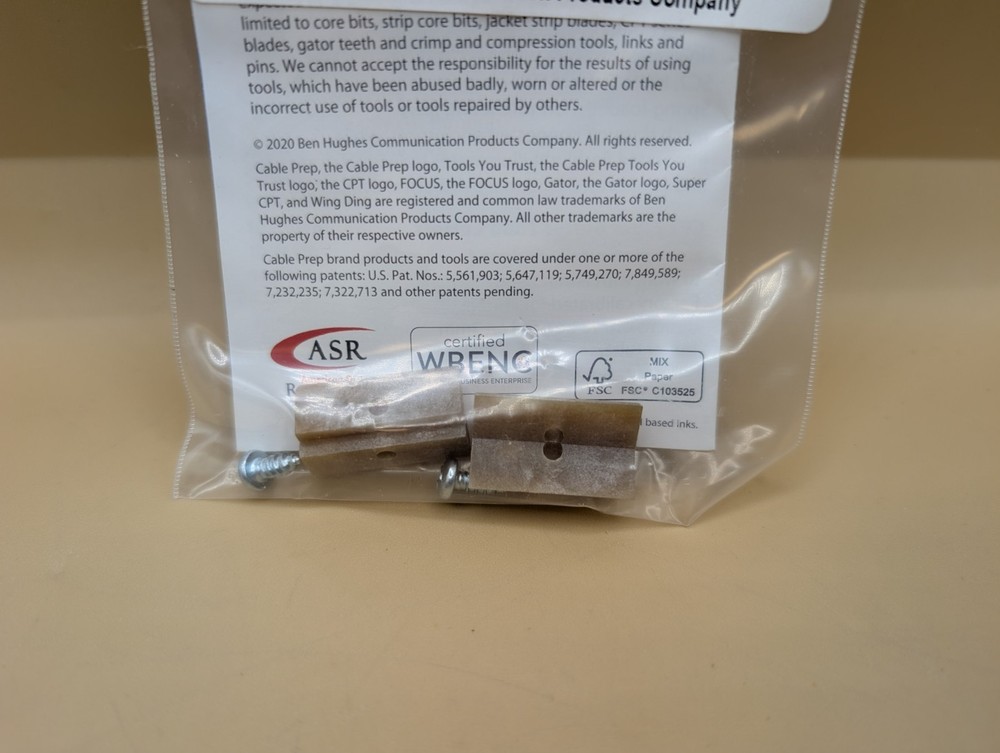 Products Company
limited to core bits, strip core bits, jacket strip blades,
blades, gator teeth and crimp and compression tools, links and
pins. We cannot accept the responsibility for the results of using
tools, which have been abused badly, worn or altered or the
incorrect use of tools or tools repaired by others.
© 2020 Ben Hughes Communication Products Company. All rights reserved.
Cable Prep, the Cable Prep logo, Tools You Trust, the Cable Prep Tools You
Trust logo, the CPT logo, FOCUS, the FOCUS logo, Gator, the Gator logo, Super
CPT, and Wing Ding are registered and common law trademarks of Ben
Hughes Communication Products Company. All other trademarks are the
property of their respective owners.
Cable Prep brand products and tools are covered under one or more of the
following patents: U.S. Pat. Nos.: 5,561,903; 5,647,119; 5,749,270; 7,849,589;
7,232,235; 7,322,713 and other patents pending.
ASR
certified
WBENC
BUSINESS ENTERPRISE
FSC
MIX
Paper
FSC® C103525
based inks.